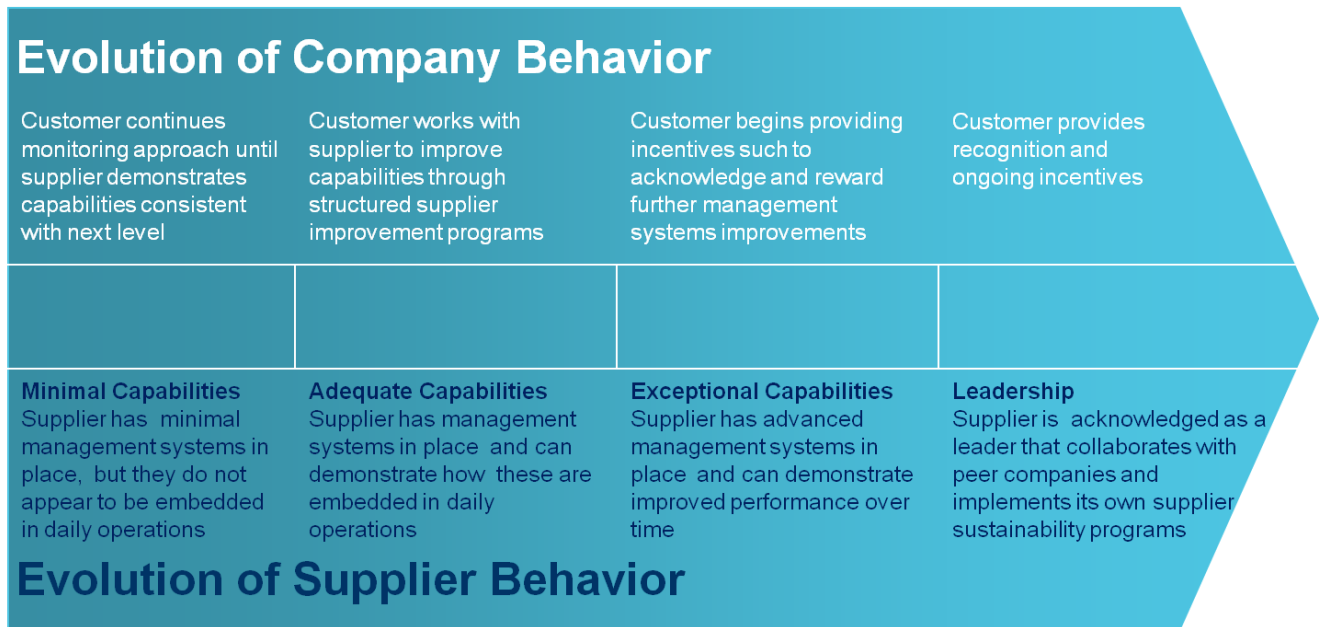 Evolution of Company Behavior
Customer continues
monitoring approach until
supplier demonstrates
capabilities consistent
with next level
Customer works with
supplier to improve
capabilities through
structured supplier
improvement programs
Customer begins providing
incentives such to
acknowledge and reward
further management
systems improvements
Customer provides
recognition and
ongoing incentives
Minimal Capabilities
Supplier has minimal
management systems in
place, but they do not
appear to be embedded
in daily operations
Adequate Capabilities
Supplier has management
systems in place and can
demonstrate how these are
embedded in daily
operations
Exceptional Capabilities
Supplier has advanced
management systems in
place and can demonstrate
improved performance over
time
Leadership
Supplier is acknowledged as a
leader that collaborates with
peer companies and
implements its own supplier
sustainability programs
Evolution of Supplier Behavior